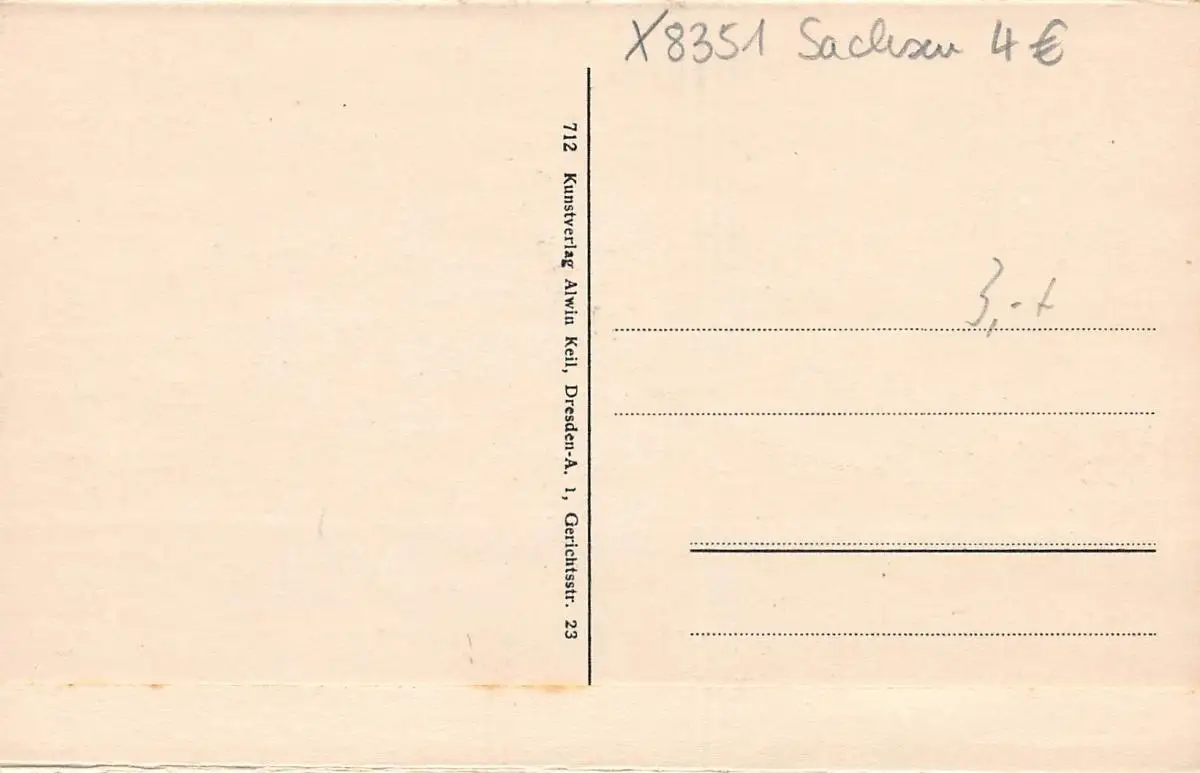 X8351 Sachsen 4 €
712 Kunstverlag Alwin Keil, Dresden-A. 1, Gerichtsstr. 23
3,-+